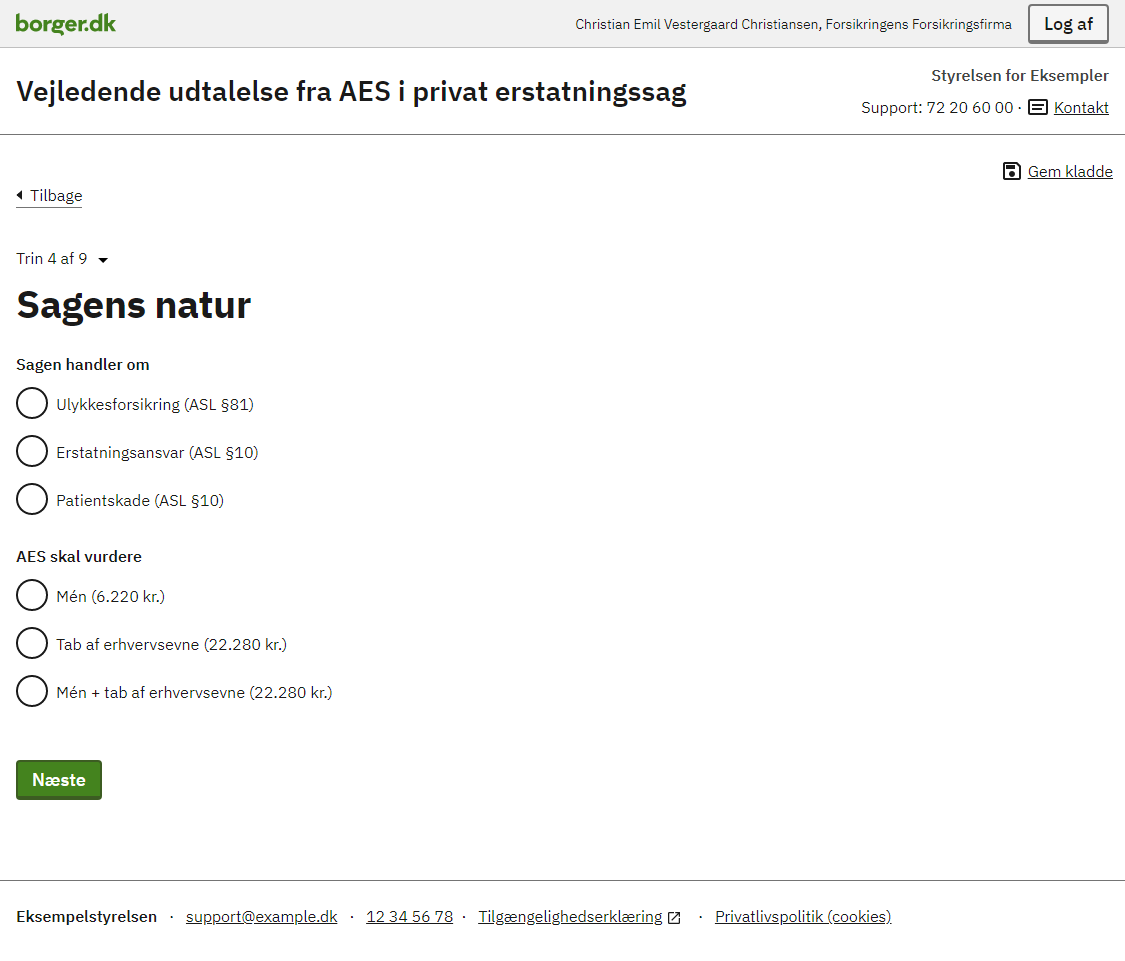 borger.dk
Christian Emil Vestergaard Christiansen, Forsikringens Forsikringsfirma
Log af
Vejledende udtalelse fra AES i privat erstatningssag
Styrelsen for Eksempler
Support: 72 20 60 00 · Kontakt
Gem kladde
Tilbage
Trin 4 af 9
Sagens natur
Sagen handler om
Ulykkesforsikring (ASL §81)
Erstatningsansvar (ASL §10)
Patientskade (ASL §10)
AES skal vurdere
Mén (6.220 kr.)
Tab af erhvervsevne (22.280 kr.)
Mén + tab af erhvervsevne (22.280 kr.)
Næste
Eksempelstyrelsen · support@example.dk · 12 34 56 78 · Tilgængelighedserklæring · Privatlivspolitik (cookies)